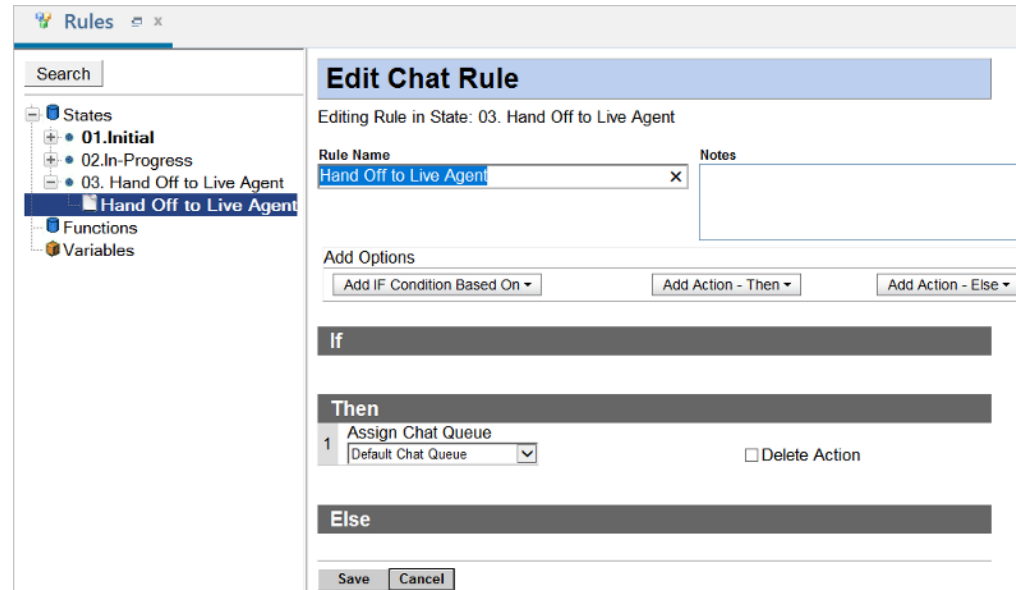 Rules
Search
States
01.Initial
02.In-Progress
03. Hand Off to Live Agent
Hand Off to Live Agent
Functions
Variables
Edit Chat Rule
Editing Rule in State: 03. Hand Off to Live Agent
Rule Name
Notes
Hand Off to Live Agent
Add Options
Add IF Condition Based On
Add Action - Then
Add Action - Else
If
Then
1
Assign Chat Queue
Default Chat Queue
Delete Action
Else
Save
Cancel